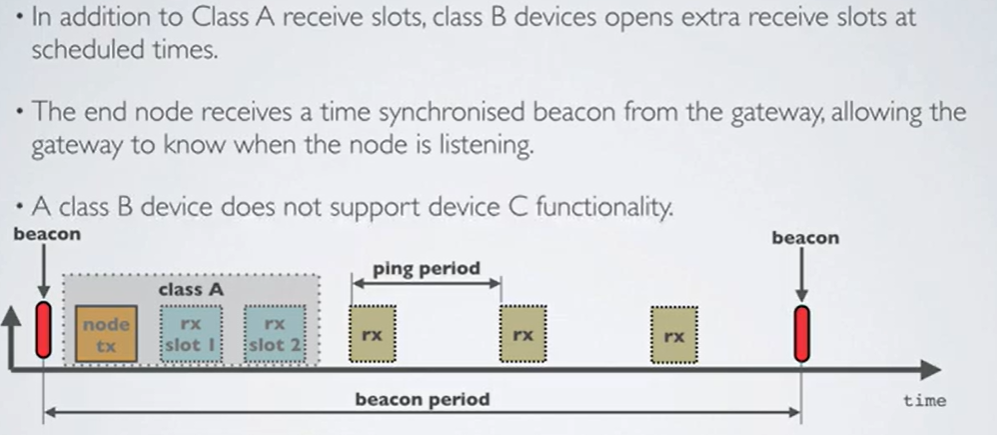 • In addition to Class A receive slots, class B devices opens extra receive slots at
scheduled times.
• The end node receives a time synchronised beacon from the gateway, allowing the
gateway to know when the node is listening.
• A class B device does not support device C functionality.
beacon
beacon
ping period
class A
node
tx
rx
slot 1
rx
slot 2
rx
rx
rx
beacon period
time